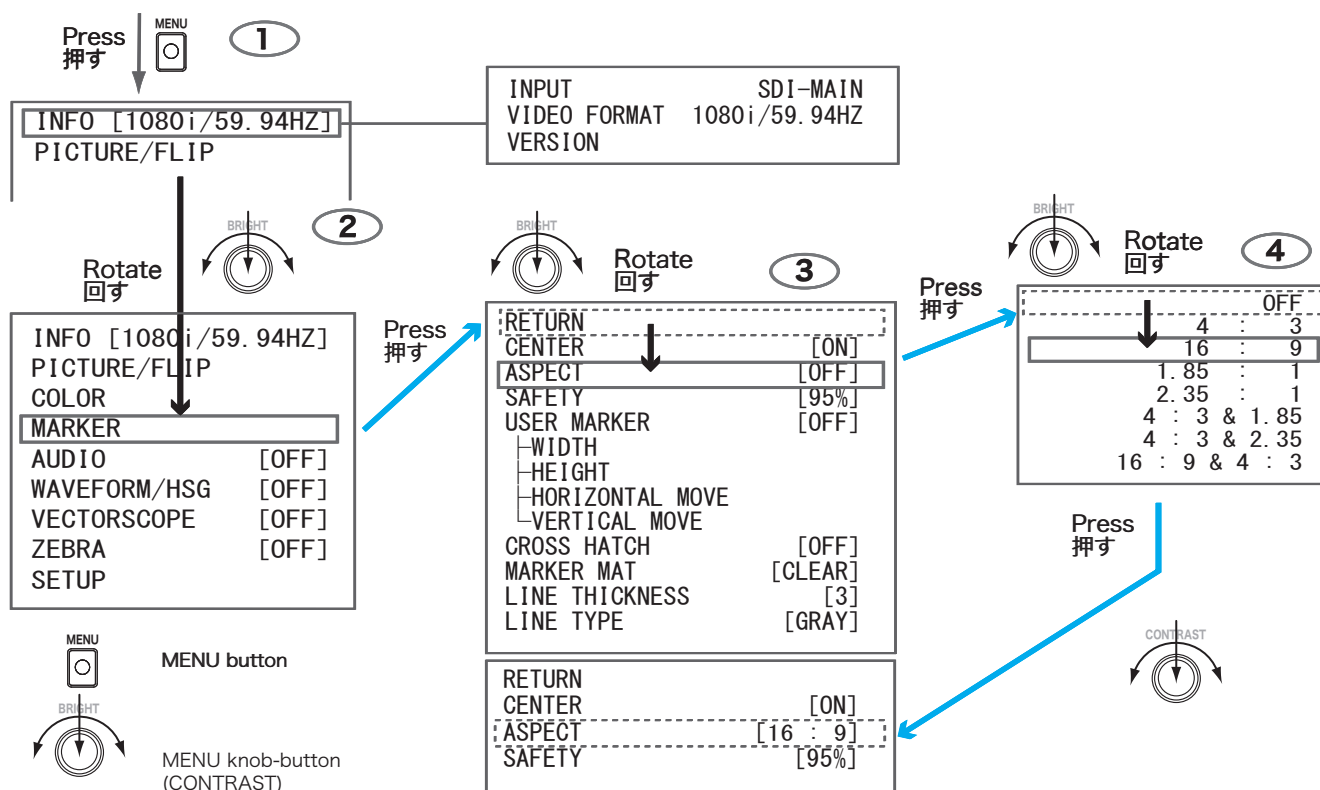 Press
押す
MENU
1
INFO [1080i/59.94HZ]
PICTURE/FLIP
INPUT SDI-MAIN
VIDEO FORMAT 1080i/59.94HZ
VERSION
BRIGHT
2
Rotate
回す
INFO [1080i/59.94HZ]
PICTURE/FLIP
COLOR
MARKER
AUDIO [OFF]
WAVEFORM/HSG [OFF]
VECTORSCOPE [OFF]
ZEBRA [OFF]
SETUP
Press
押す
BRIGHT
Rotate
回す
3
RETURN
CENTER [ON]
ASPECT [OFF]
SAFETY [95%]
USER MARKER [OFF]
├WIDTH
├HEIGHT
├HORIZONTAL MOVE
└VERTICAL MOVE
CROSS HATCH [OFF]
MARKER MAT [CLEAR]
LINE THICKNESS [3]
LINE TYPE [GRAY]
Press
押す
BRIGHT
Rotate
回す
4
OFF
4 : 3
16 : 9
1.85 : 1
2.35 : 1
4 : 3 & 1.85
4 : 3 & 2.35
16 : 9 & 4 : 3
Press
押す
CONTRAST
RETURN
CENTER [ON]
ASPECT [16 : 9]
SAFETY [95%]
MENU
MENU button
BRIGHT
MENU knob-button
(CONTRAST)